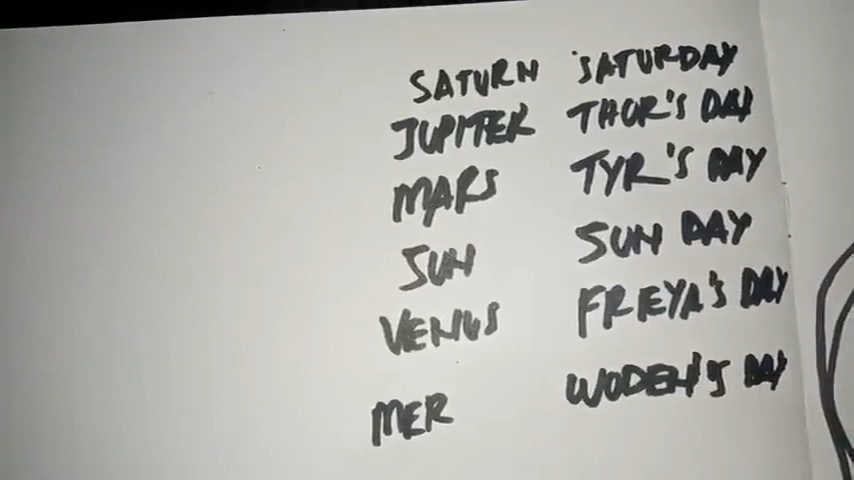 SATURN SATURDAY
JUPITER THOR'S DAY
MARS TYR'S DAY
SUN SUN DAY
VENUS FREYA'S DAY
MER WODEN'S DAY